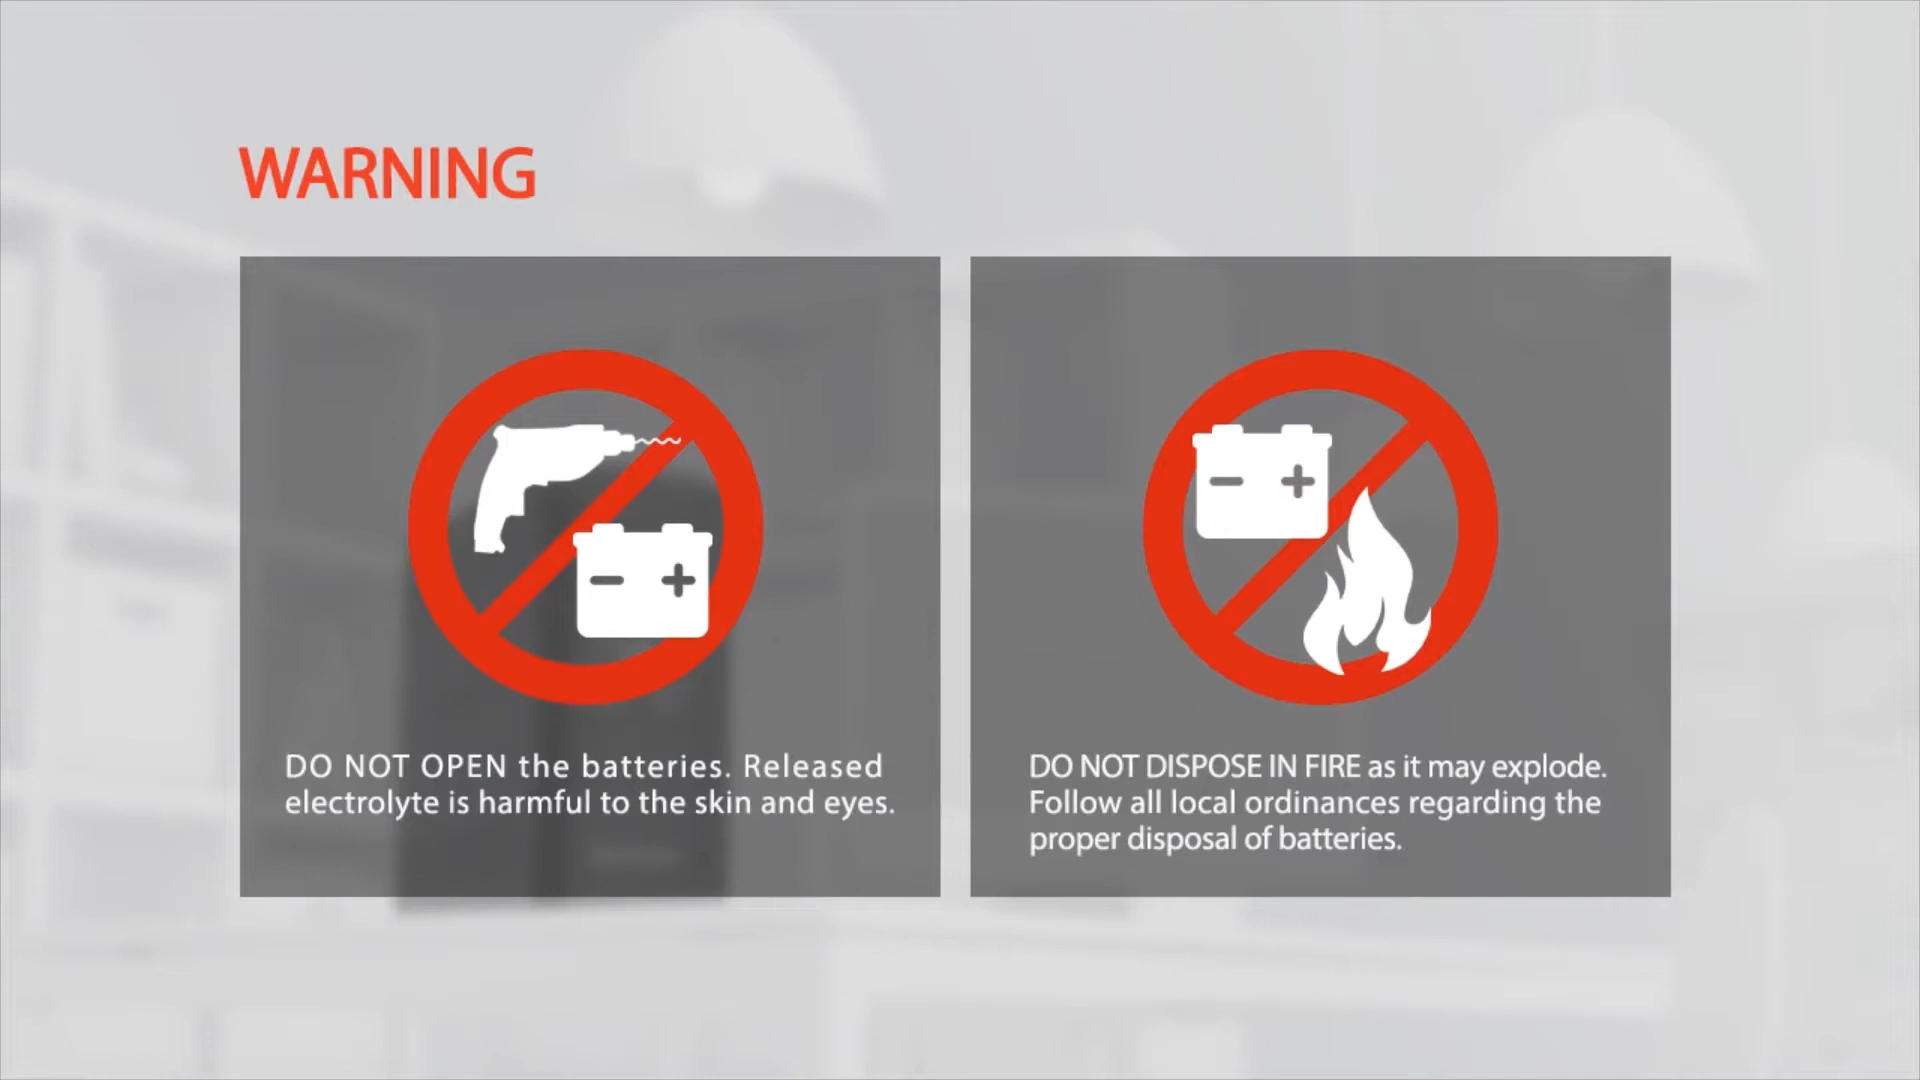 WARNING
DO NOT OPEN the batteries. Released
electrolyte is harmful to the skin and eyes.
DO NOT DISPOSE IN FIRE as it may explode.
Follow all local ordinances regarding the
proper disposal of batteries.